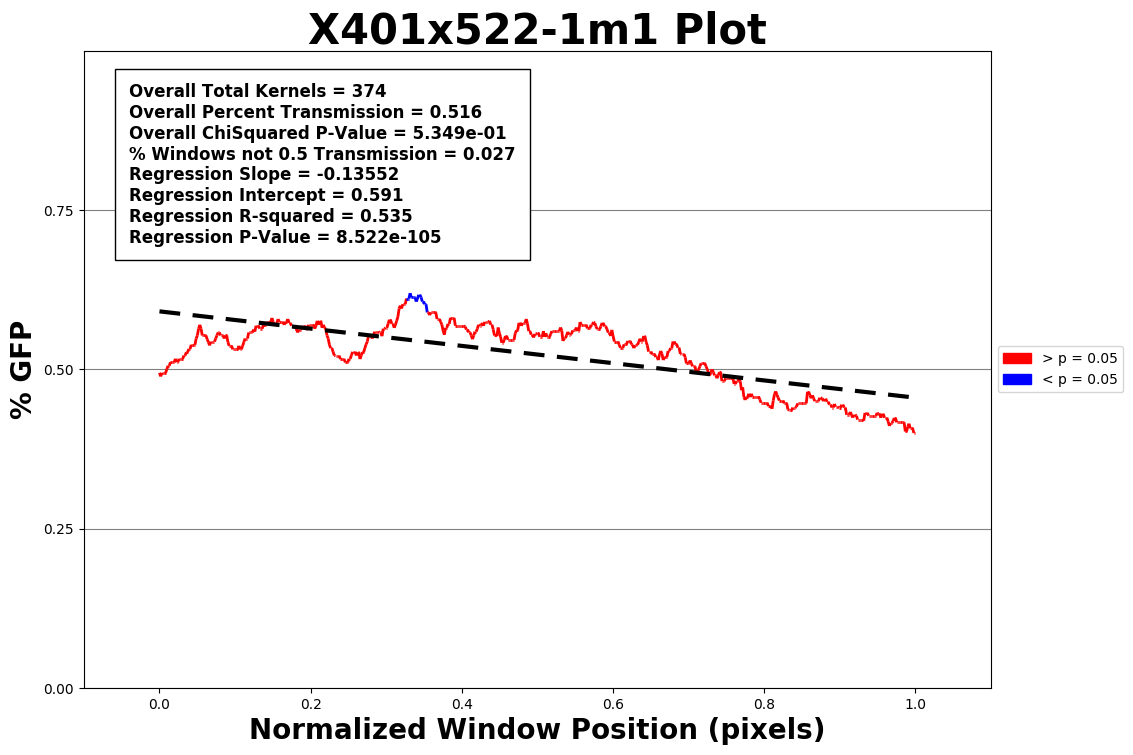 X401x522-1m1 Plot
Overall Total Kernels = 374
Overall Percent Transmission = 0.516
Overall ChiSquared P-Value = 5.349e-01
% Windows not 0.5 Transmission = 0.027
Regression Slope = -0.13552
Regression Intercept = 0.591
Regression R-squared = 0.535
Regression P-Value = 8.522e-105
% GFP
0.75
0.50
0.25
0.00
0.0 0.2 0.4 0.6 0.8 1.0
Normalized Window Position (pixels)
> p = 0.05
< p = 0.05